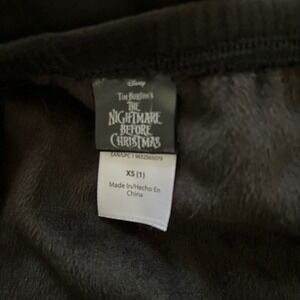 Disney
Tim Burton's
THE
NIGHTMARE
BEFORE
CHRISTMAS
XS (1)
Made In/Hecho En
China